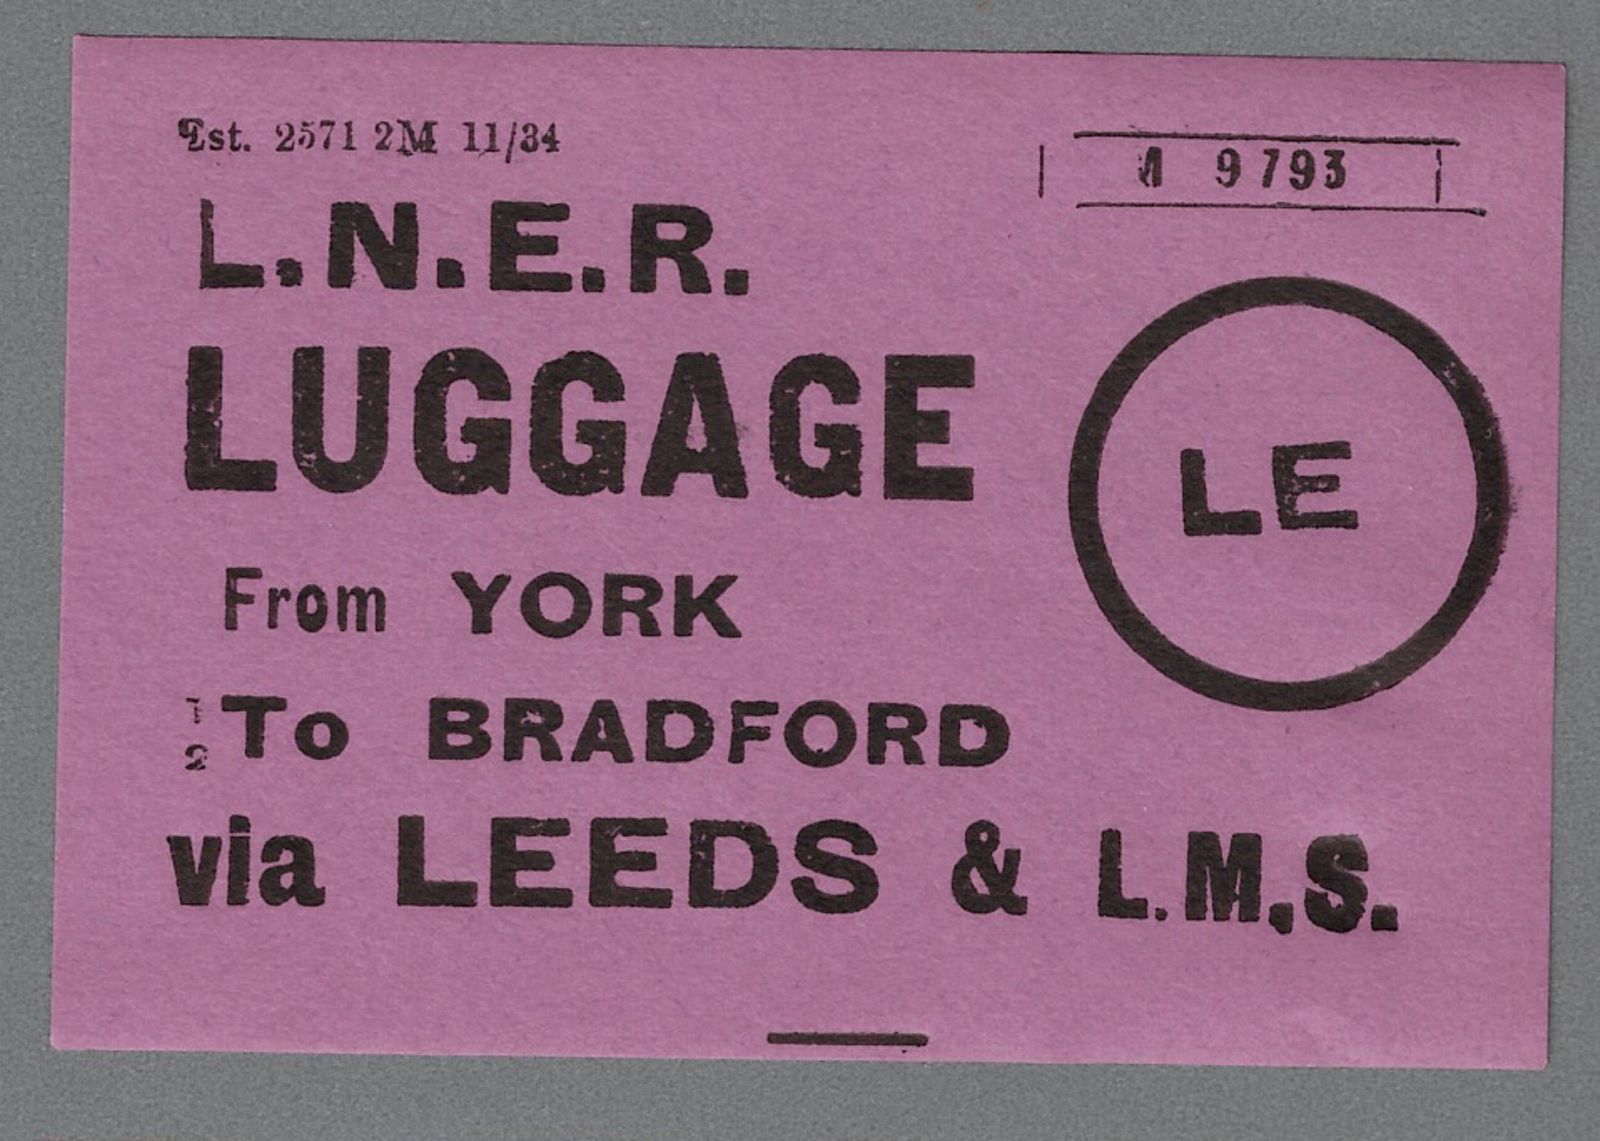 Est. 2571 2M 11/34
9793
L.N.E.R.
LUGGAGE
LE
From YORK
1/2 To BRADFORD
via LEEDS & L.M.S.